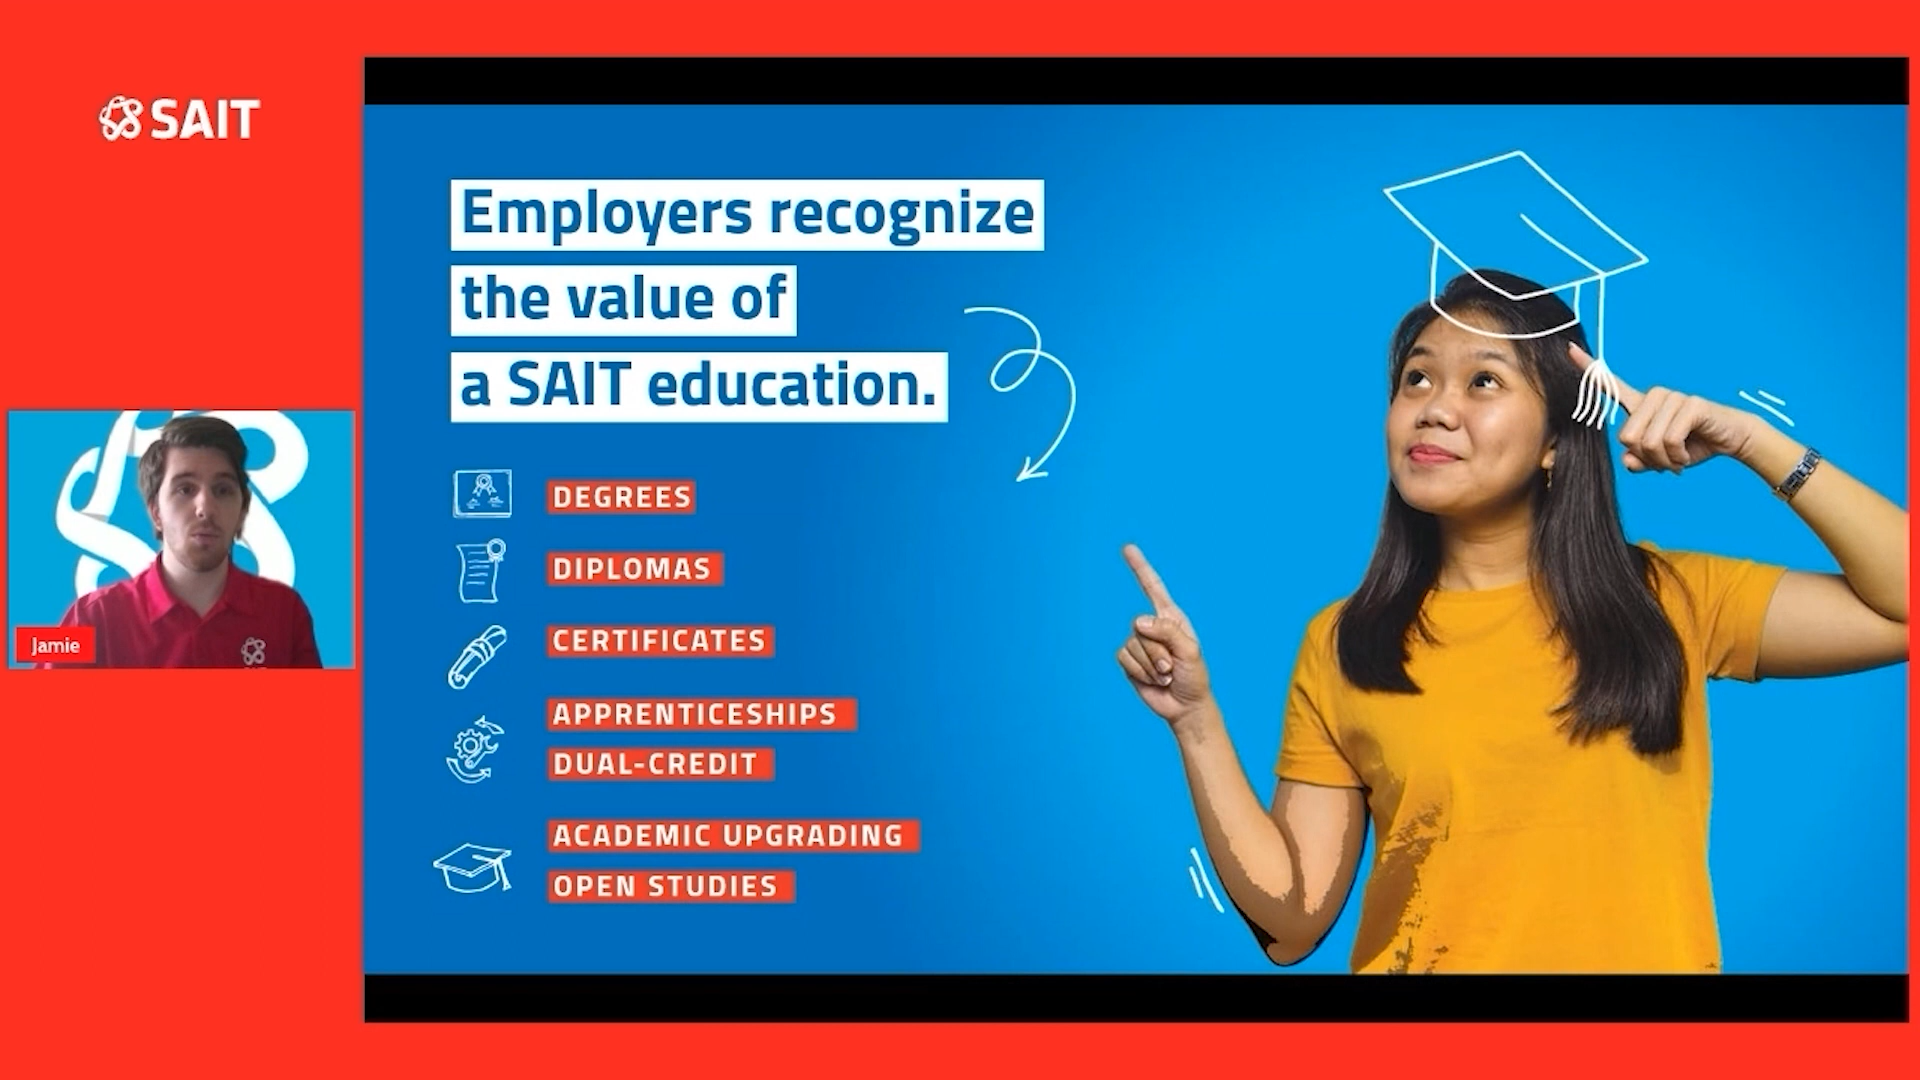 SAIT
Employers recognize
the value of
a SAIT education.
DEGREES
DIPLOMAS
CERTIFICATES
APPRENTICESHIPS
DUAL-CREDIT
ACADEMIC UPGRADING
OPEN STUDIES
Jamie